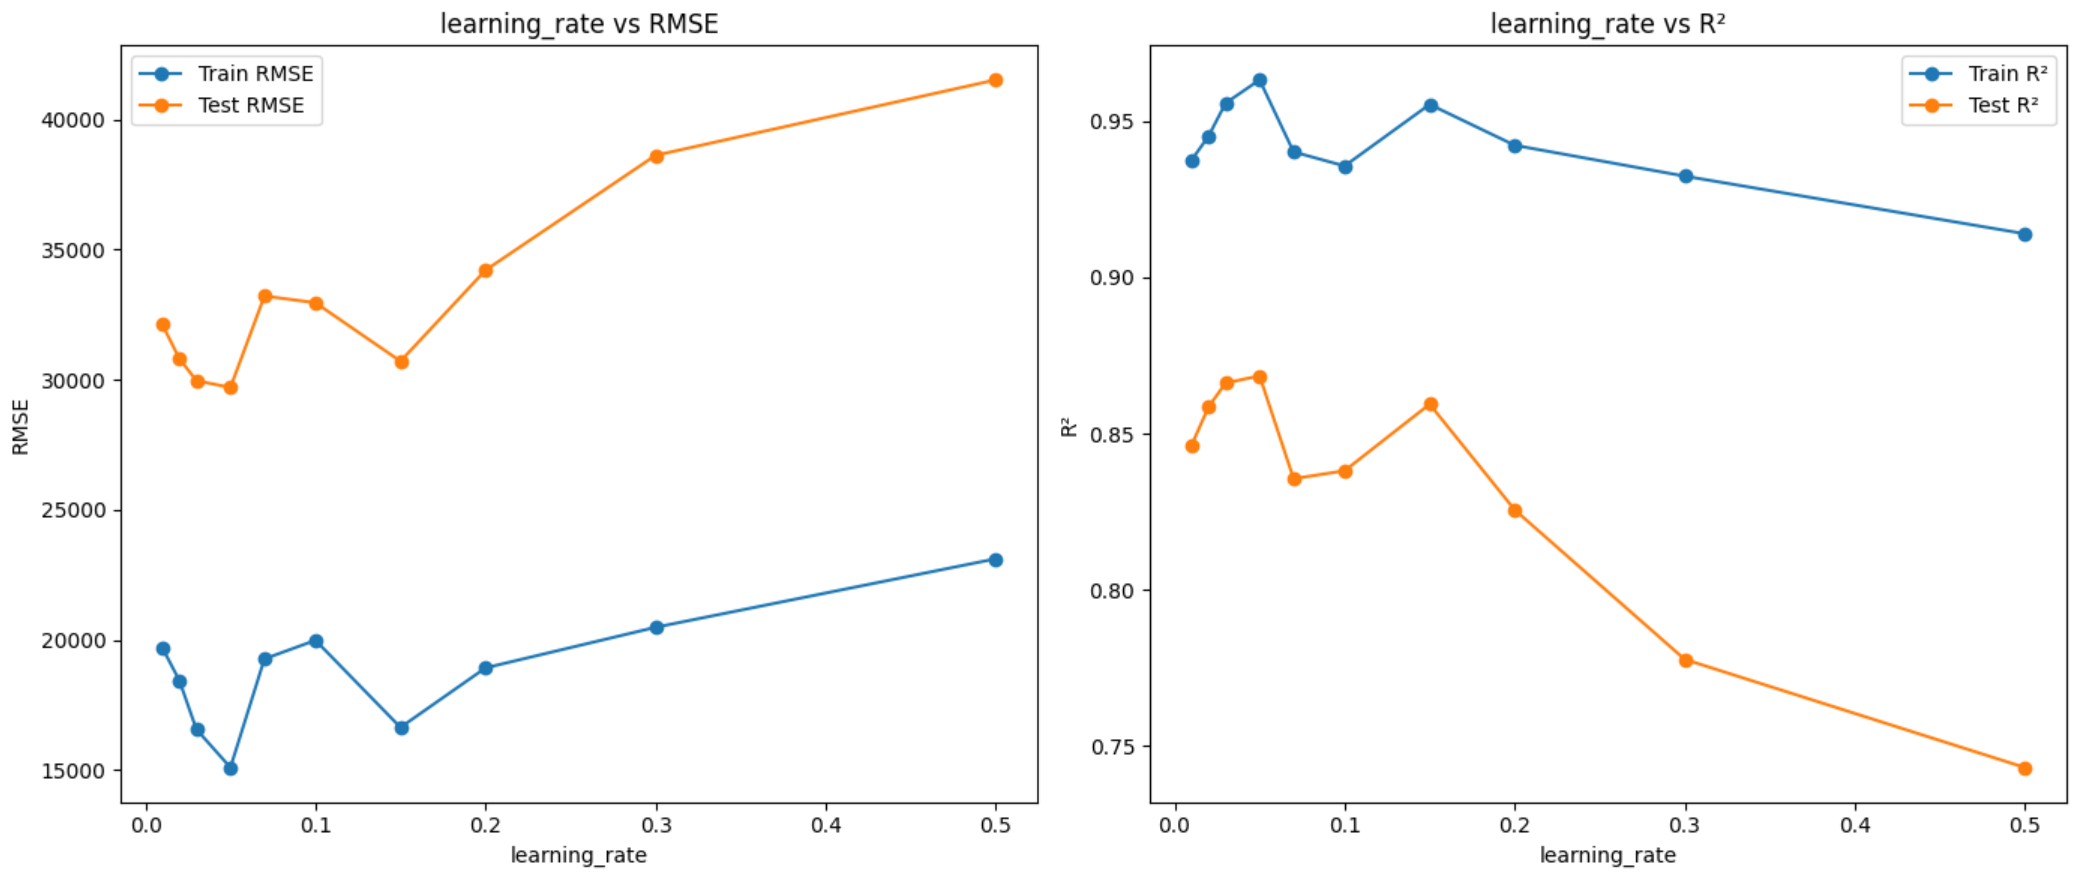 learning_rate vs RMSE
Train RMSE
Test RMSE
40000
35000
30000
25000
20000
15000
RMSE
0.0 0.1 0.2 0.3 0.4 0.5
learning_rate
learning_rate vs R²
Train R²
Test R²
0.95
0.90
0.85
0.80
0.75
R²
0.0 0.1 0.2 0.3 0.4 0.5
learning_rate